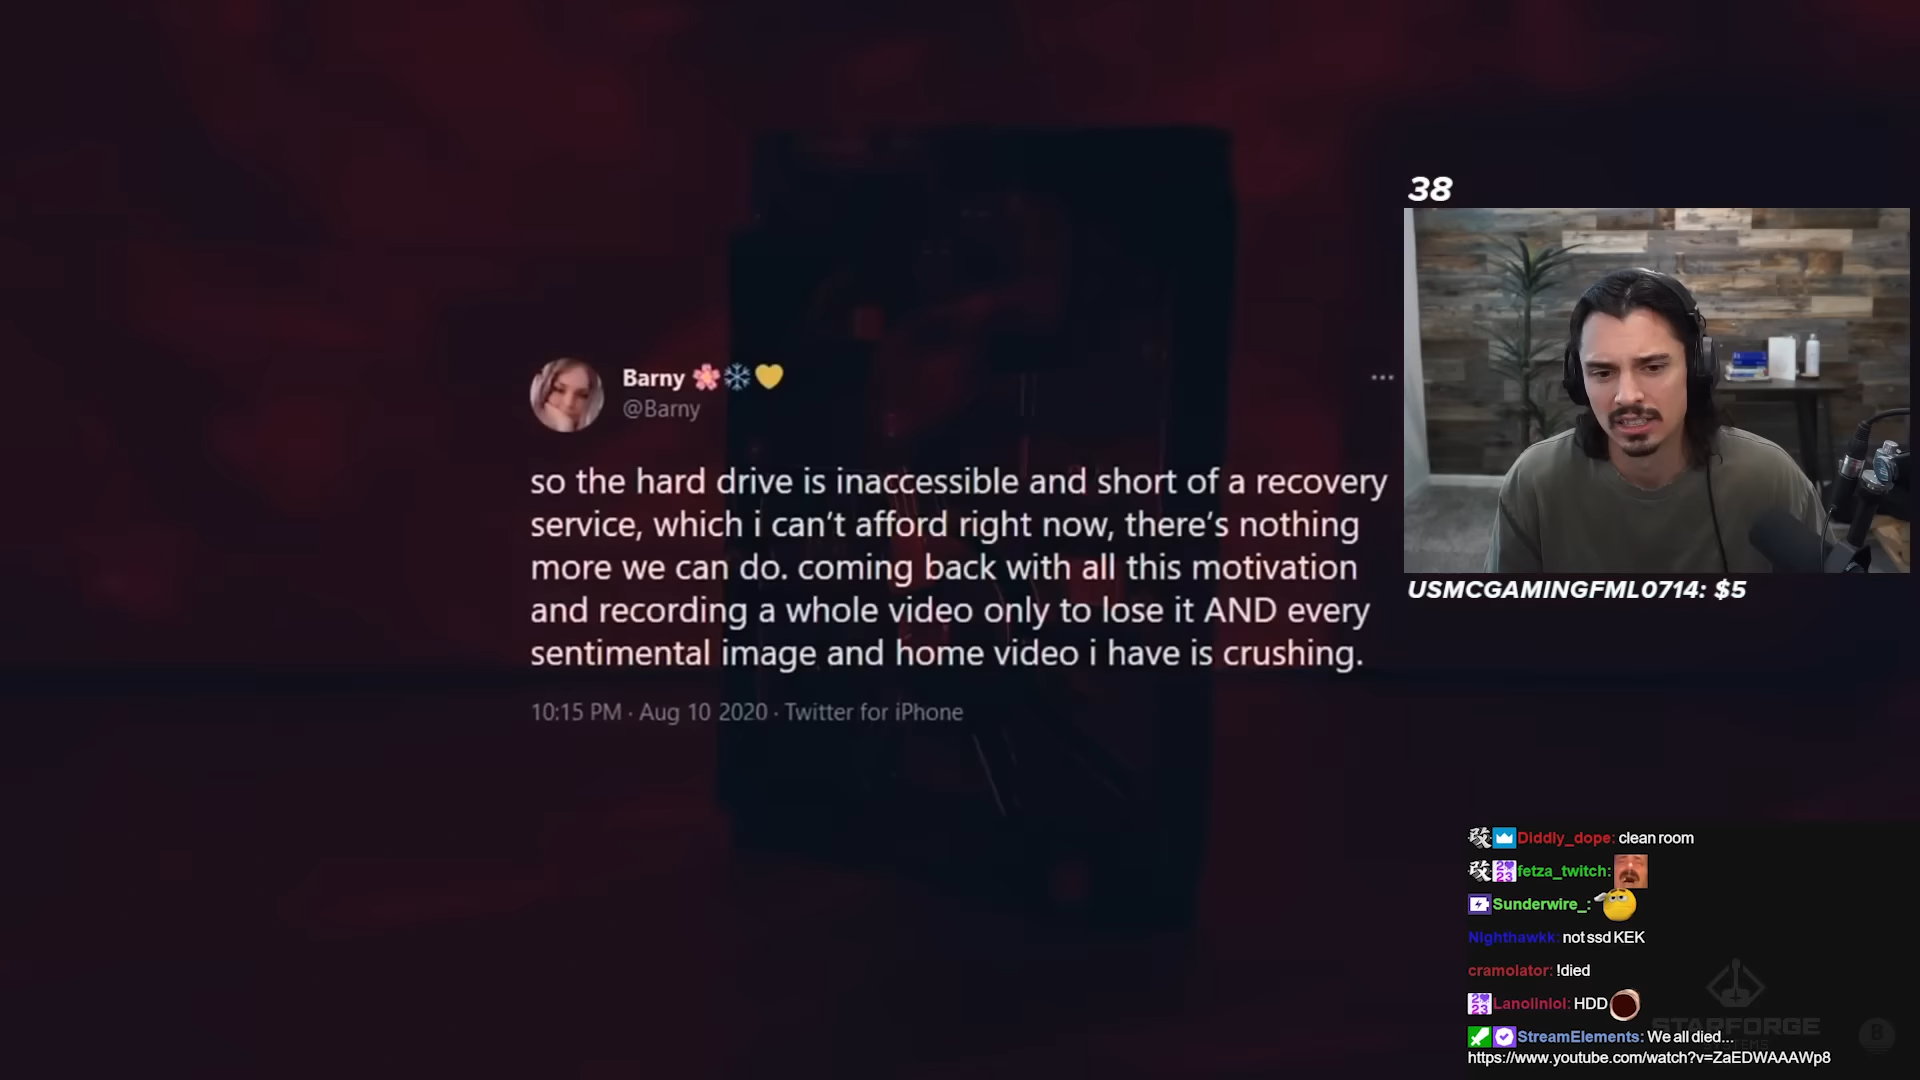 38
Barny
@Barny
so the hard drive is inaccessible and short of a recovery
service, which i can't afford right now, there's nothing
more we can do. coming back with all this motivation
and recording a whole video only to lose it AND every
sentimental image and home video i have is crushing.
10:15 PM · Aug 10 2020 · Twitter for iPhone
USMCGAMINGFML0714: $5
Diddly_dope: clean room
fetza_twitch:
Sunderwire_:
Nighthawkk: not ssd KEK
cramolator: !died
Lanolinlol: HDD
StreamElements: We all died...
https://www.youtube.com/watch?v=ZaEDWAAAWp8
STARFORGE
SYSTEMS